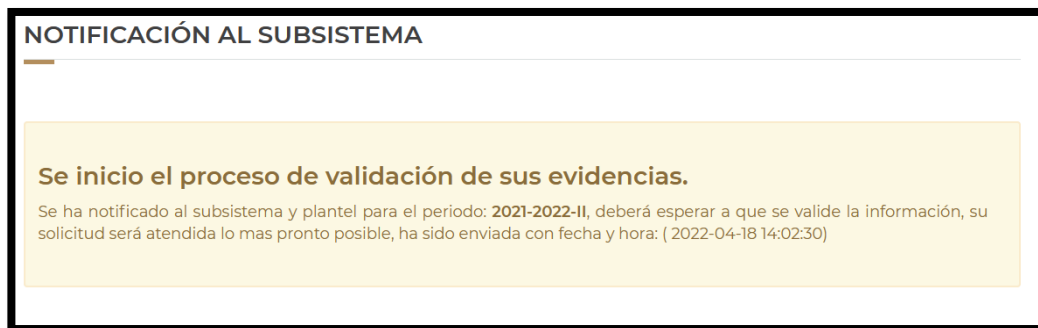 NOTIFICACIÓN AL SUBSISTEMA
Se inicio el proceso de validación de sus evidencias.
Se ha notificado al subsistema y plantel para el periodo: 2021-2022-II, deberá esperar a que se valide la información, su
solicitud será atendida lo mas pronto posible, ha sido enviada con fecha y hora: ( 2022-04-18 14:02:30)